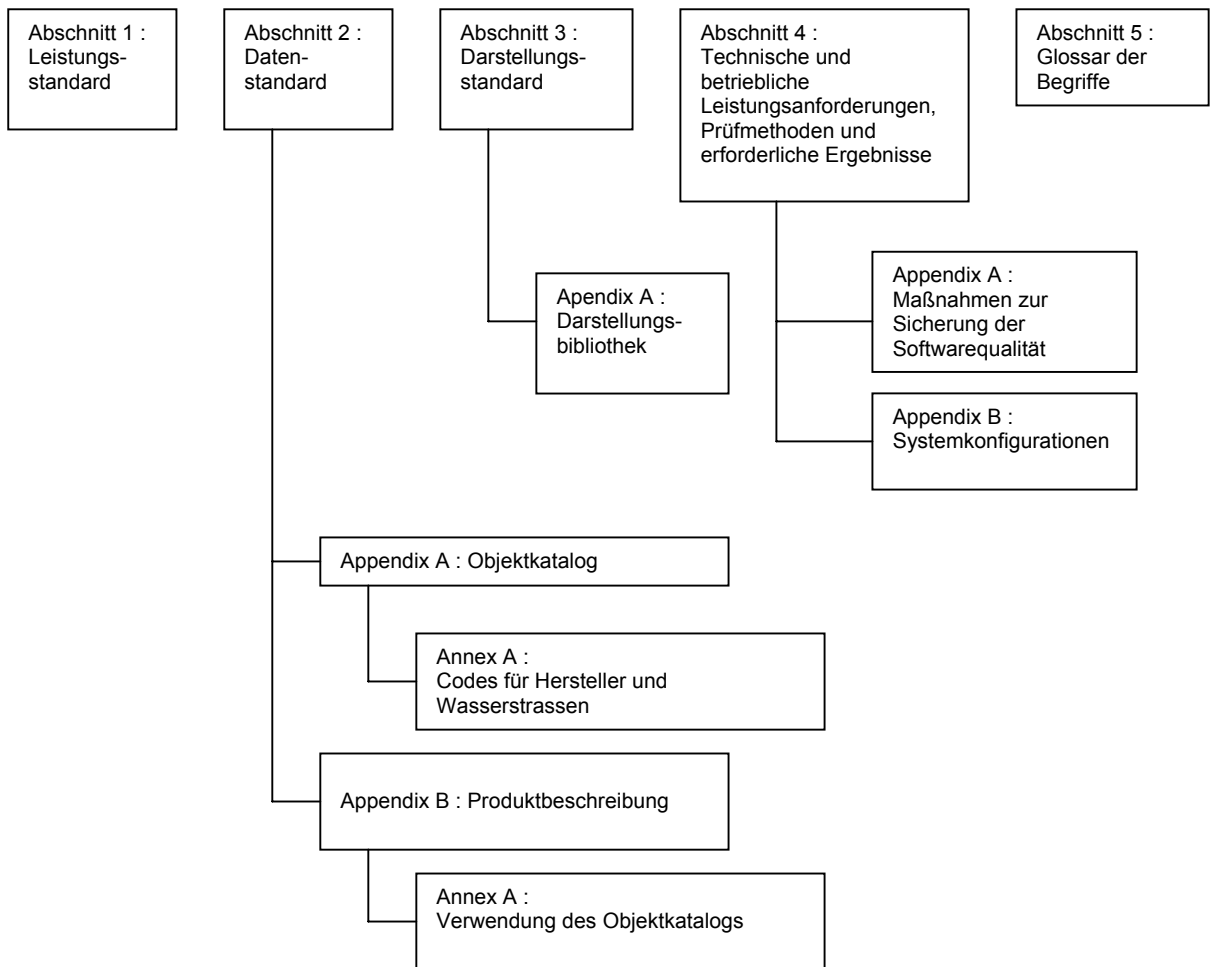 Abschnitt 1 :
Leistungs-
standard
Abschnitt 2 :
Daten-
standard
Abschnitt 3 :
Darstellungs-
standard
Abschnitt 4 :
Technische und
betriebliche
Leistungsanforderungen,
Prüfmethoden und
erforderliche Ergebnisse
Abschnitt 5 :
Glossar der
Begriffe
Apendix A :
Darstellungs-
bibliothek
Appendix A :
Maßnahmen zur
Sicherung der
Softwarequalität
Appendix B :
Systemkonfigurationen
Appendix A : Objektkatalog
Annex A :
Codes für Hersteller und
Wasserstrassen
Appendix B : Produktbeschreibung
Annex A :
Verwendung des Objektkatalogs